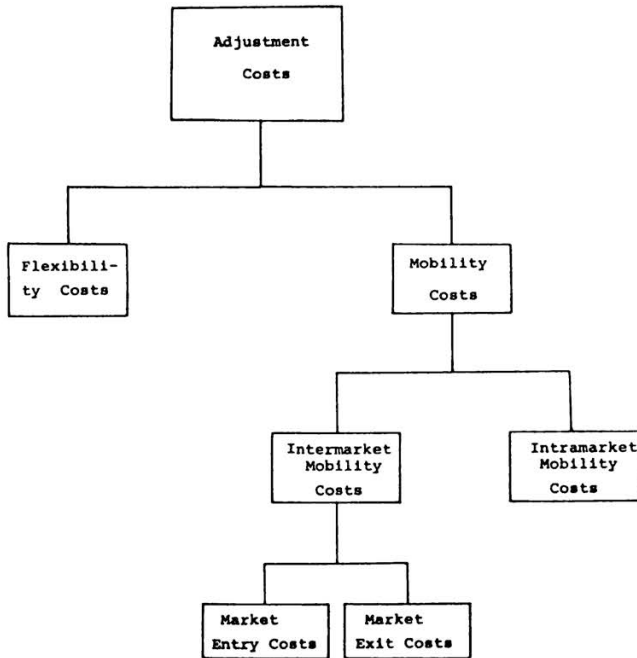 Adjustment
Costs
Flexibili-
ty Costs
Mobility
Costs
Intermarket
Mobility
Costs
Intramarket
Mobility
Costs
Market
Entry Costs
Market
Exit Costs